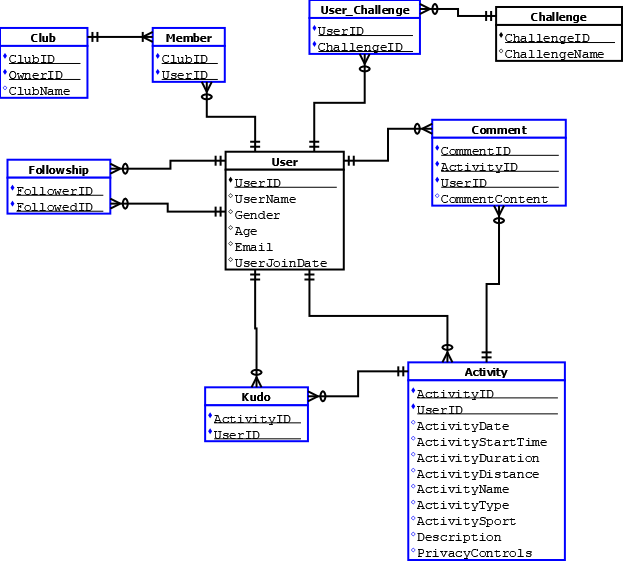 User_Challenge
UserID
ChallengeID
Challenge
ChallengeID
ChallengeName
Club
ClubID
OwnerID
ClubName
Member
ClubID
UserID
Comment
CommentID
ActivityID
UserID
CommentContent
Followship
FollowerID
FollowedID
User
UserID
UserName
Gender
Age
Email
UserJoinDate
Kudo
ActivityID
UserID
Activity
ActivityID
UserID
ActivityDate
ActivityStartTime
ActivityDuration
ActivityDistance
ActivityName
ActivityType
ActivitySport
Description
PrivacyControls